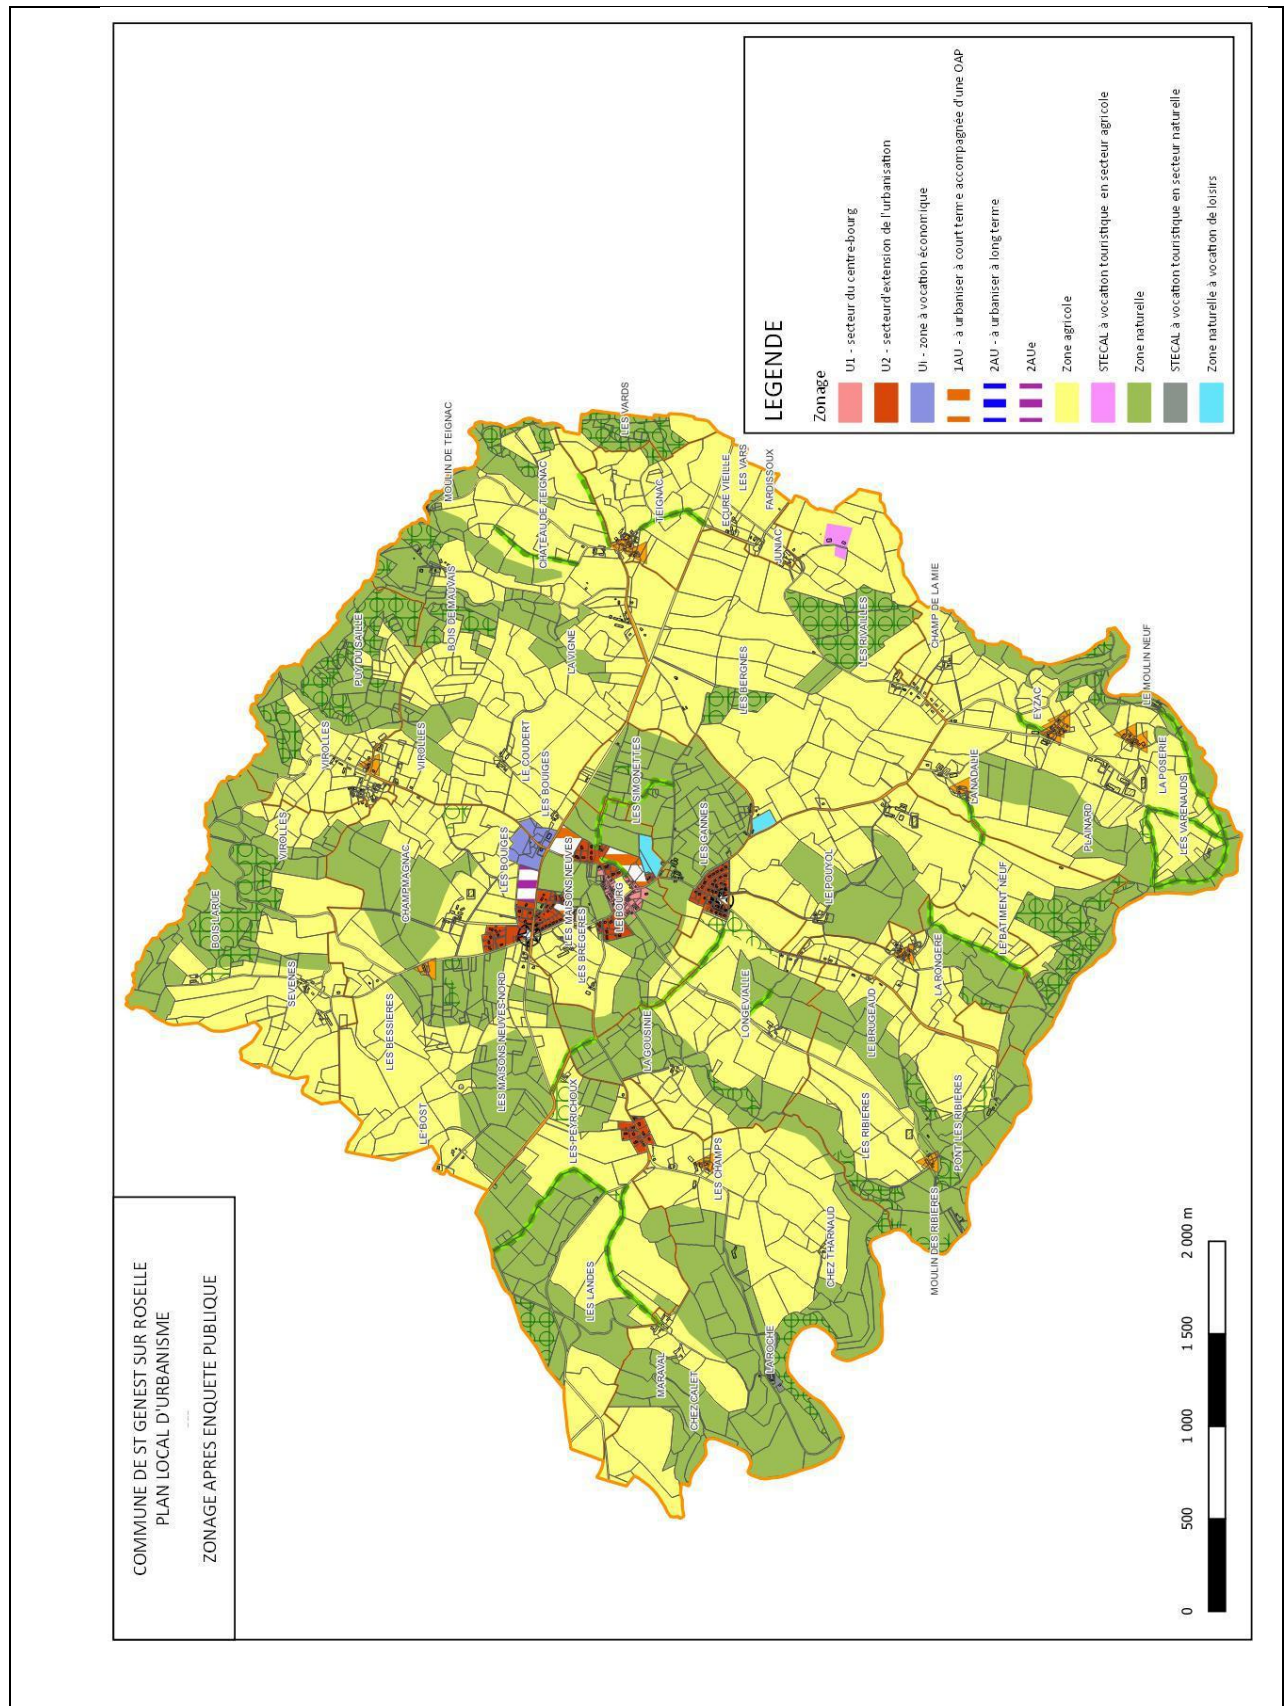 COMMUNE DE ST GENEST SUR ROSELLE
PLAN LOCAL D'URBANISME
---
ZONAGE APRES ENQUETE PUBLIQUE
LEGENDE
Zonage
U1 - secteur du centre-bourg
U2 - secteur d'extension de l'urbanisation
Ui - zone à vocation économique
1AU - à urbaniser à court terme accompagnée d'une OAP
2AU - à urbaniser à long terme
2AUe
Zone agricole
STECAL à vocation touristique en secteur agricole
Zone naturelle
STECAL à vocation touristique en secteur naturelle
Zone naturelle à vocation de loisirs
BOISLARUE
SEVENES
VIROLLES
VIROLLES
VIROLLES
PUY DU SAILLE
BOIS DE MAUVAIS
MOULIN DE TEIGNAC
CHATEAU DE TEIGNAC
LES VARDS
TEIGNAC
ECURE VIEILLE
LES VARS
FARDISSOUX
JUNIAC
LA VIGNE
LE COUDERT
LES BOUIGES
LES BOUIGES
CHAMPMAGNAC
LES BESSIERES
LE BOST
LES MAISONS NEUVES-NORD
LES MAISONS NEUVES
LES BREGERES
LE BOURG
LES SIMONETTES
LES GANNES
LES BERGNES
LES RIVAILLES
CHAMP DE LA MIE
EYZAC
LE MOULIN NEUF
LA POSERIE
LES VARENAUDS
PLAINARD
LA NADALIE
LE BATIMENT NEUF
LE POUYOL
LA RONGERE
LE BRUGEAUD
LONGEVIALLE
LA GOUSINIE
LES PEYRICHOUX
LES CHAMPS
LES RIBIERES
PONT LES RIBIERES
MOULIN DES RIBIERES
CHEZ THARNAUD
LES LANDES
MARAVAL
CHEZ CALET
LA ROCHE
0
500
1 000
1 500
2 000 m